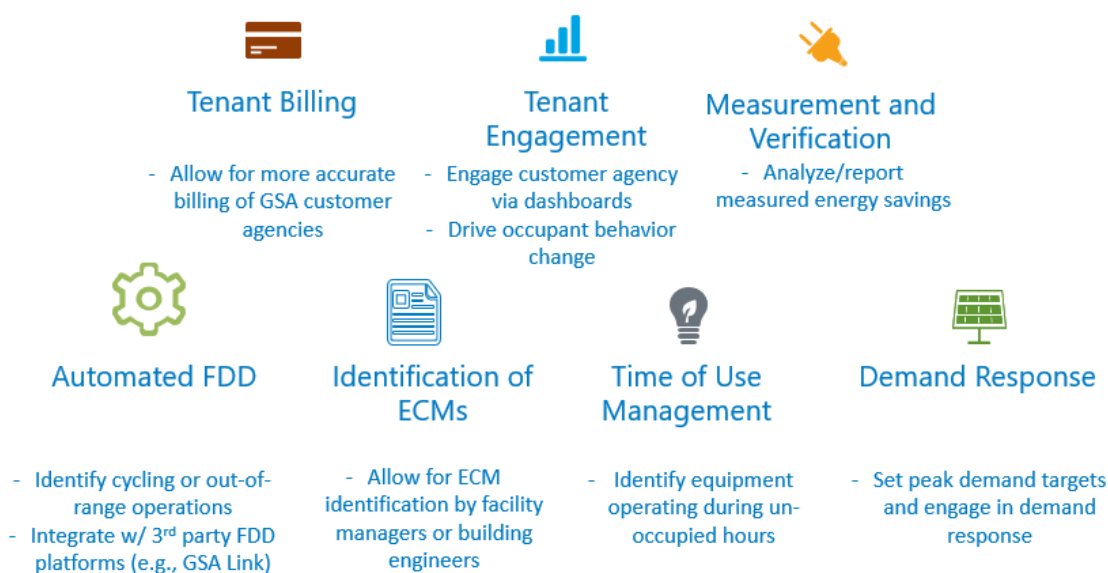 Tenant Billing
- Allow for more accurate
billing of GSA customer
agencies
Tenant
Engagement
- Engage customer agency
via dashboards
- Drive occupant behavior
change
Measurement and
Verification
- Analyze/report
measured energy savings
Automated FDD
- Identify cycling or out-of-
range operations
- Integrate w/ 3rd party FDD
platforms (e.g., GSA Link)
Identification of
ECMs
- Allow for ECM
identification by facility
managers or building
engineers
Time of Use
Management
- Identify equipment
operating during un-
occupied hours
Demand Response
- Set peak demand targets
and engage in demand
response